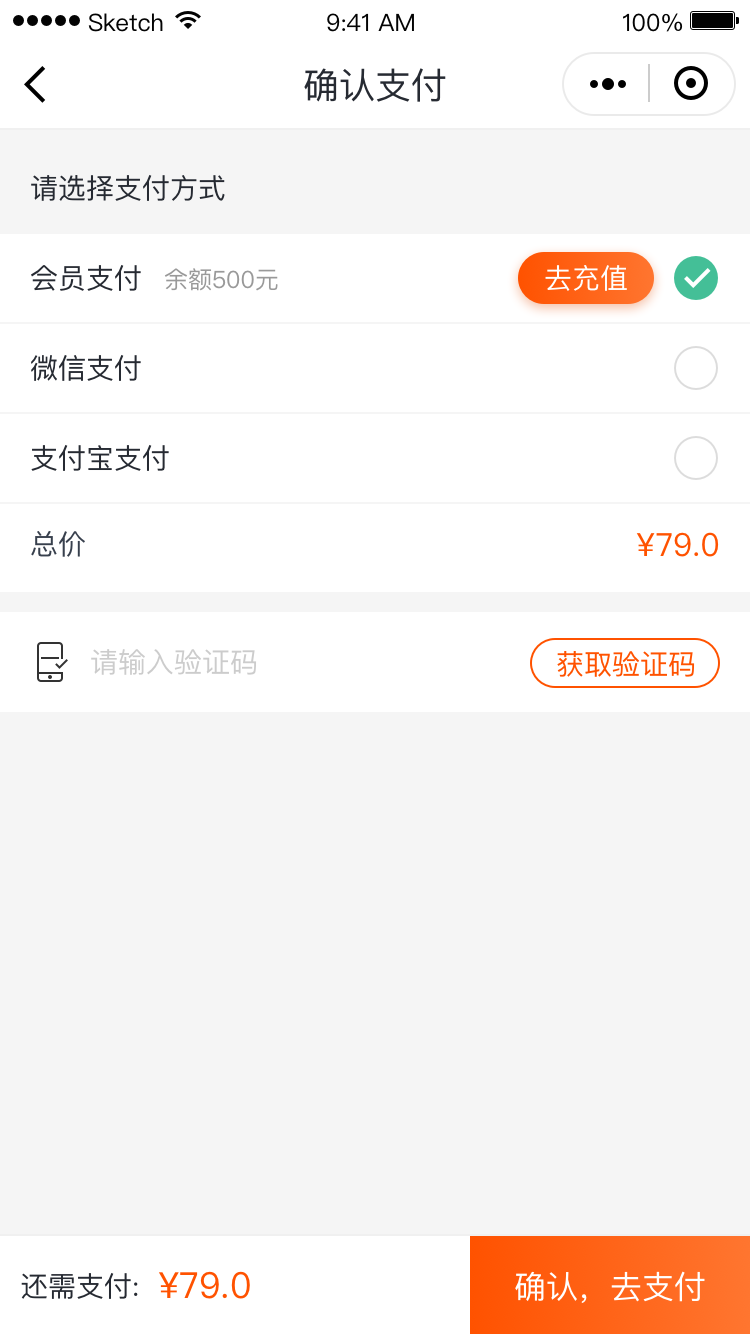 Sketch 9:41 AM 100%
确认支付
请选择支付方式
会员支付 余额500元 去充值
微信支付
支付宝支付
总价 ¥79.0
请输入验证码 获取验证码
还需支付: ¥79.0 确认，去支付